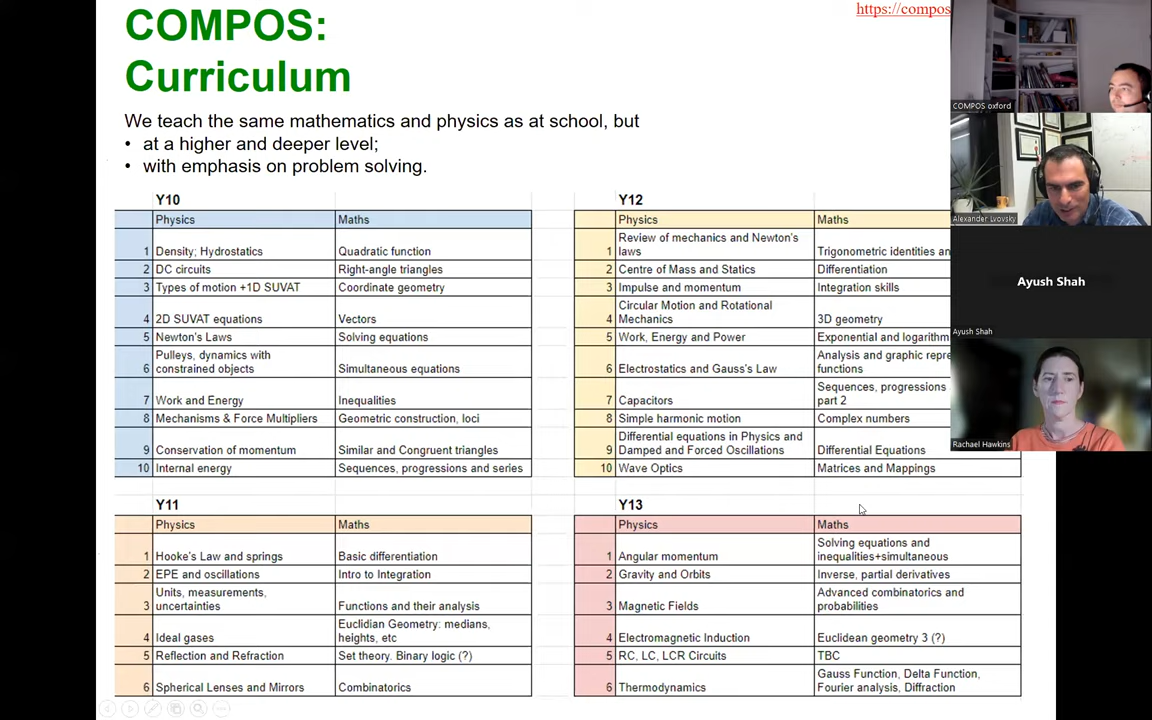 COMPOS:
https://compos
Curriculum
We teach the same mathematics and physics as at school, but
• at a higher and deeper level;
• with emphasis on problem solving.
Y10
Physics Maths
1 Density; Hydrostatics Quadratic function
2 DC circuits Right-angle triangles
3 Types of motion +1D SUVAT Coordinate geometry
4 2D SUVAT equations Vectors
5 Newton's Laws Solving equations
Pulleys, dynamics with
6 constrained objects Simultaneous equations
7 Work and Energy Inequalities
8 Mechanisms & Force Multipliers Geometric construction, loci
9 Conservation of momentum Similar and Congruent triangles
10 Internal energy Sequences, progressions and series
Y12
Physics Maths
Review of mechanics and Newton's
1 laws Trigonometric identities an
2 Centre of Mass and Statics Differentiation
3 Impulse and momentum Integration skills
Circular Motion and Rotational
4 Mechanics 3D geometry
5 Work, Energy and Power Exponential and logarithm
Analysis and graphic repre
6 Electrostatics and Gauss's Law functions
Sequences, progressions
7 Capacitors part 2
8 Simple harmonic motion Complex numbers
Differential equations in Physics and
9 Damped and Forced Oscillations Differential Equations
10 Wave Optics Matrices and Mappings
Y11
Physics Maths
1 Hooke's Law and springs Basic differentiation
2 EPE and oscillations Intro to Integration
Units, measurements,
3 uncertainties Functions and their analysis
Euclidian Geometry: medians,
4 Ideal gases heights, etc
5 Reflection and Refraction Set theory. Binary logic (?)
6 Spherical Lenses and Mirrors Combinatorics
Y13
Physics Maths
Solving equations and
1 Angular momentum inequalities+simultaneous
2 Gravity and Orbits Inverse, partial derivatives
Advanced combinatorics and
3 Magnetic Fields probabilities
4 Electromagnetic Induction Euclidean geometry 3 (?)
5 RC, LC, LCR Circuits TBC
Gauss Function, Delta Function,
6 Thermodynamics Fourier analysis, Diffraction
COMPOS oxford
Alexander Lvovsky
Ayush Shah
Ayush Shah
Rachael Hawkins